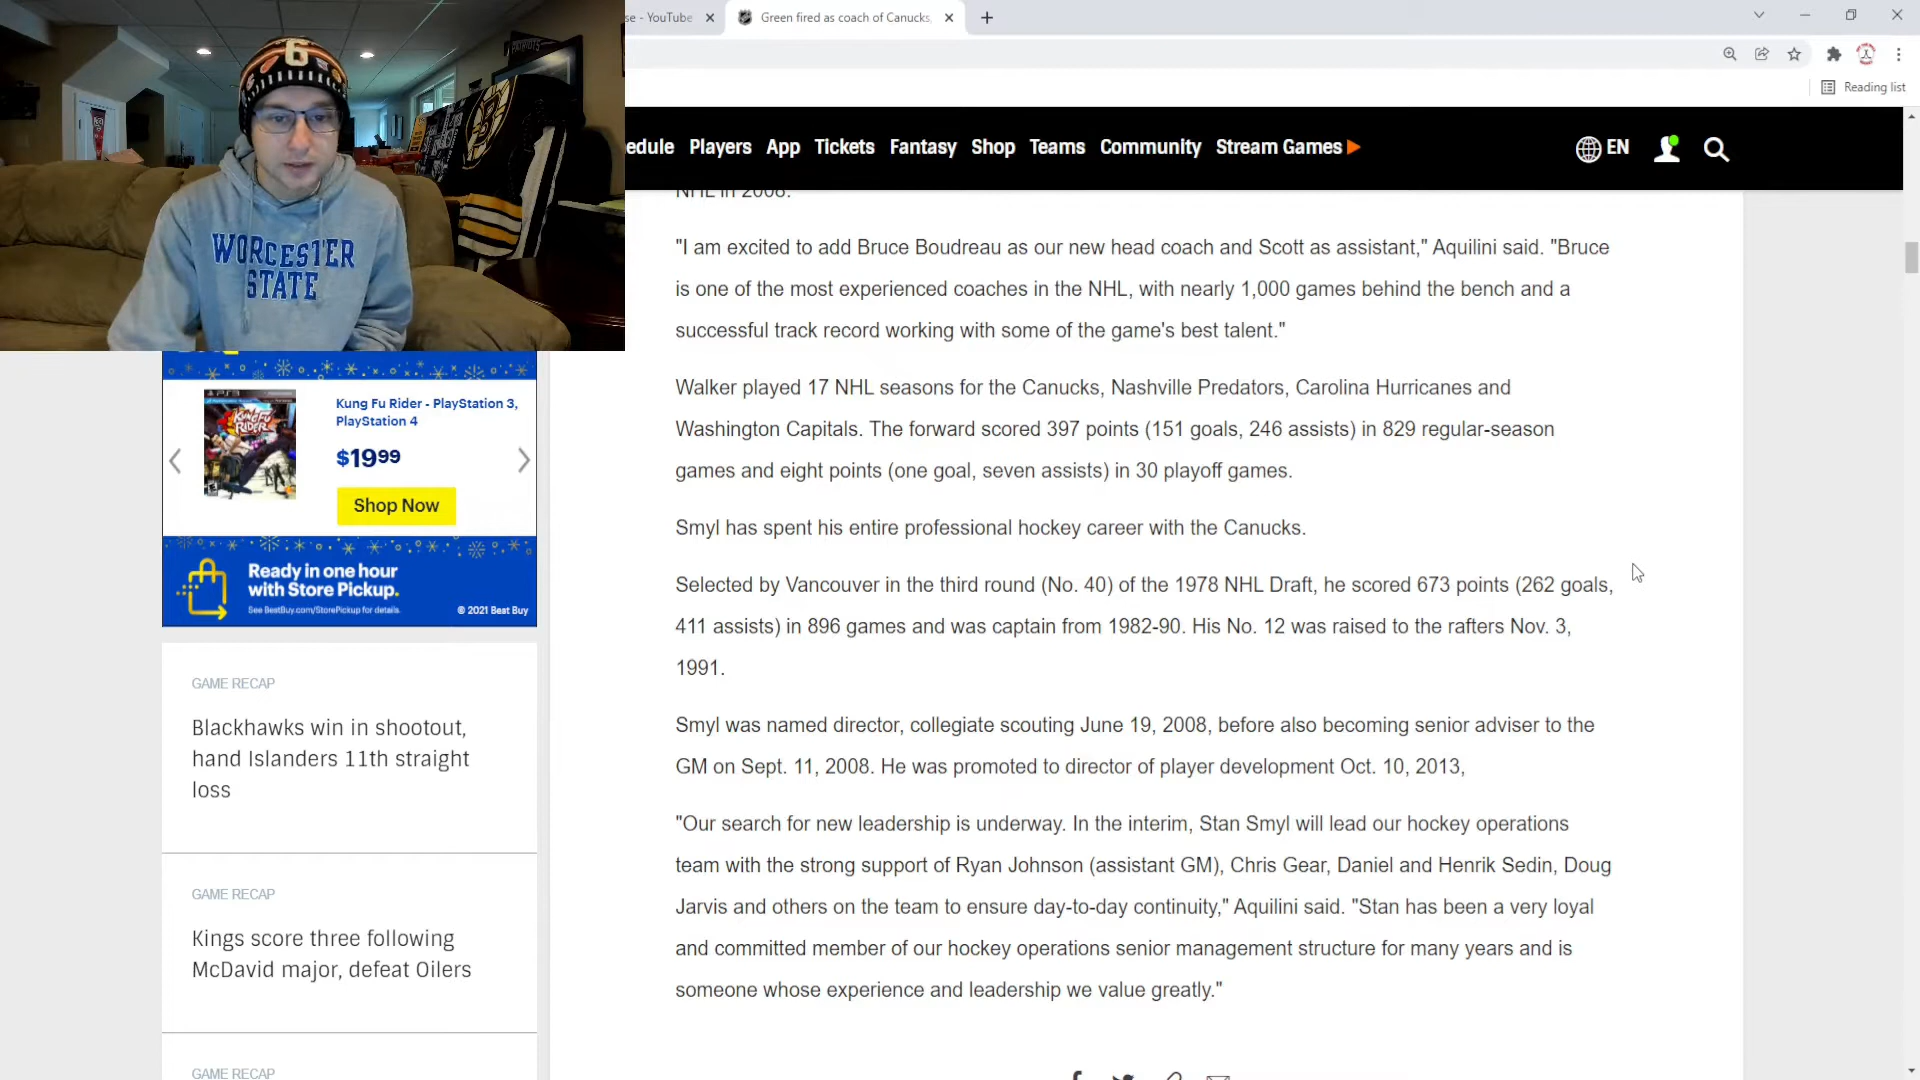 se - YouTube
Green fired as coach of Canucks,
Reading list
PATRIOTS
6
B
WORCESTER
STATE
edule Players App Tickets Fantasy Shop Teams Community Stream Games
EN
NHL in 2008.
"I am excited to add Bruce Boudreau as our new head coach and Scott as assistant," Aquilini said. "Bruce
is one of the most experienced coaches in the NHL, with nearly 1,000 games behind the bench and a
successful track record working with some of the game's best talent."
Walker played 17 NHL seasons for the Canucks, Nashville Predators, Carolina Hurricanes and
Washington Capitals. The forward scored 397 points (151 goals, 246 assists) in 829 regular-season
games and eight points (one goal, seven assists) in 30 playoff games.
Smyl has spent his entire professional hockey career with the Canucks.
Selected by Vancouver in the third round (No. 40) of the 1978 NHL Draft, he scored 673 points (262 goals,
411 assists) in 896 games and was captain from 1982-90. His No. 12 was raised to the rafters Nov. 3,
1991.
Smyl was named director, collegiate scouting June 19, 2008, before also becoming senior adviser to the
GM on Sept. 11, 2008. He was promoted to director of player development Oct. 10, 2013,
"Our search for new leadership is underway. In the interim, Stan Smyl will lead our hockey operations
team with the strong support of Ryan Johnson (assistant GM), Chris Gear, Daniel and Henrik Sedin, Doug
Jarvis and others on the team to ensure day-to-day continuity," Aquilini said. "Stan has been a very loyal
and committed member of our hockey operations senior management structure for many years and is
someone whose experience and leadership we value greatly."
KUNG FU
RIDER
Kung Fu Rider - PlayStation 3,
PlayStation 4
$1999
Shop Now
Ready in one hour
with Store Pickup.
See BestBuy.com/StorePickup for details.
© 2021 Best Buy
GAME RECAP
Blackhawks win in shootout,
hand Islanders 11th straight
loss
GAME RECAP
Kings score three following
McDavid major, defeat Oilers
GAME RECAP